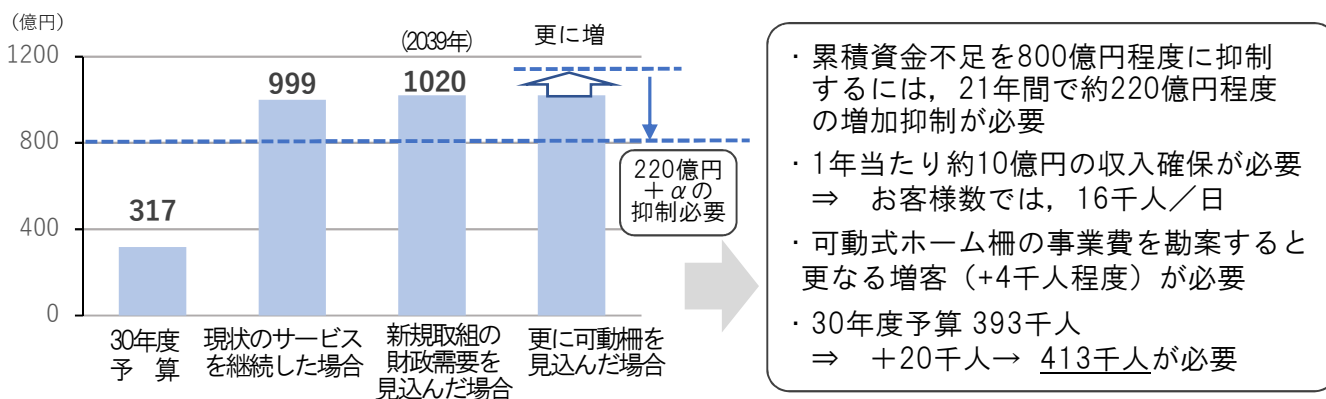 (億円)
1200
800
400
0
317
999
(2039年)
1020
更に増
220億円
＋αの
抑制必要
30年度
予　算
現状のサービス
を継続した場合
新規取組の
財政需要を
見込んだ場合
更に可動柵を
見込んだ場合
・累積資金不足を800億円程度に抑制
するには，21年間で約220億円程度
の増加抑制が必要
・1年当たり約10億円の収入確保が必要
⇒　お客様数では，16千人／日
・可動式ホーム柵の事業費を勘案すると
更なる増客（+4千人程度）が必要
・30年度予算 393千人
⇒　＋20千人→ 413千人が必要